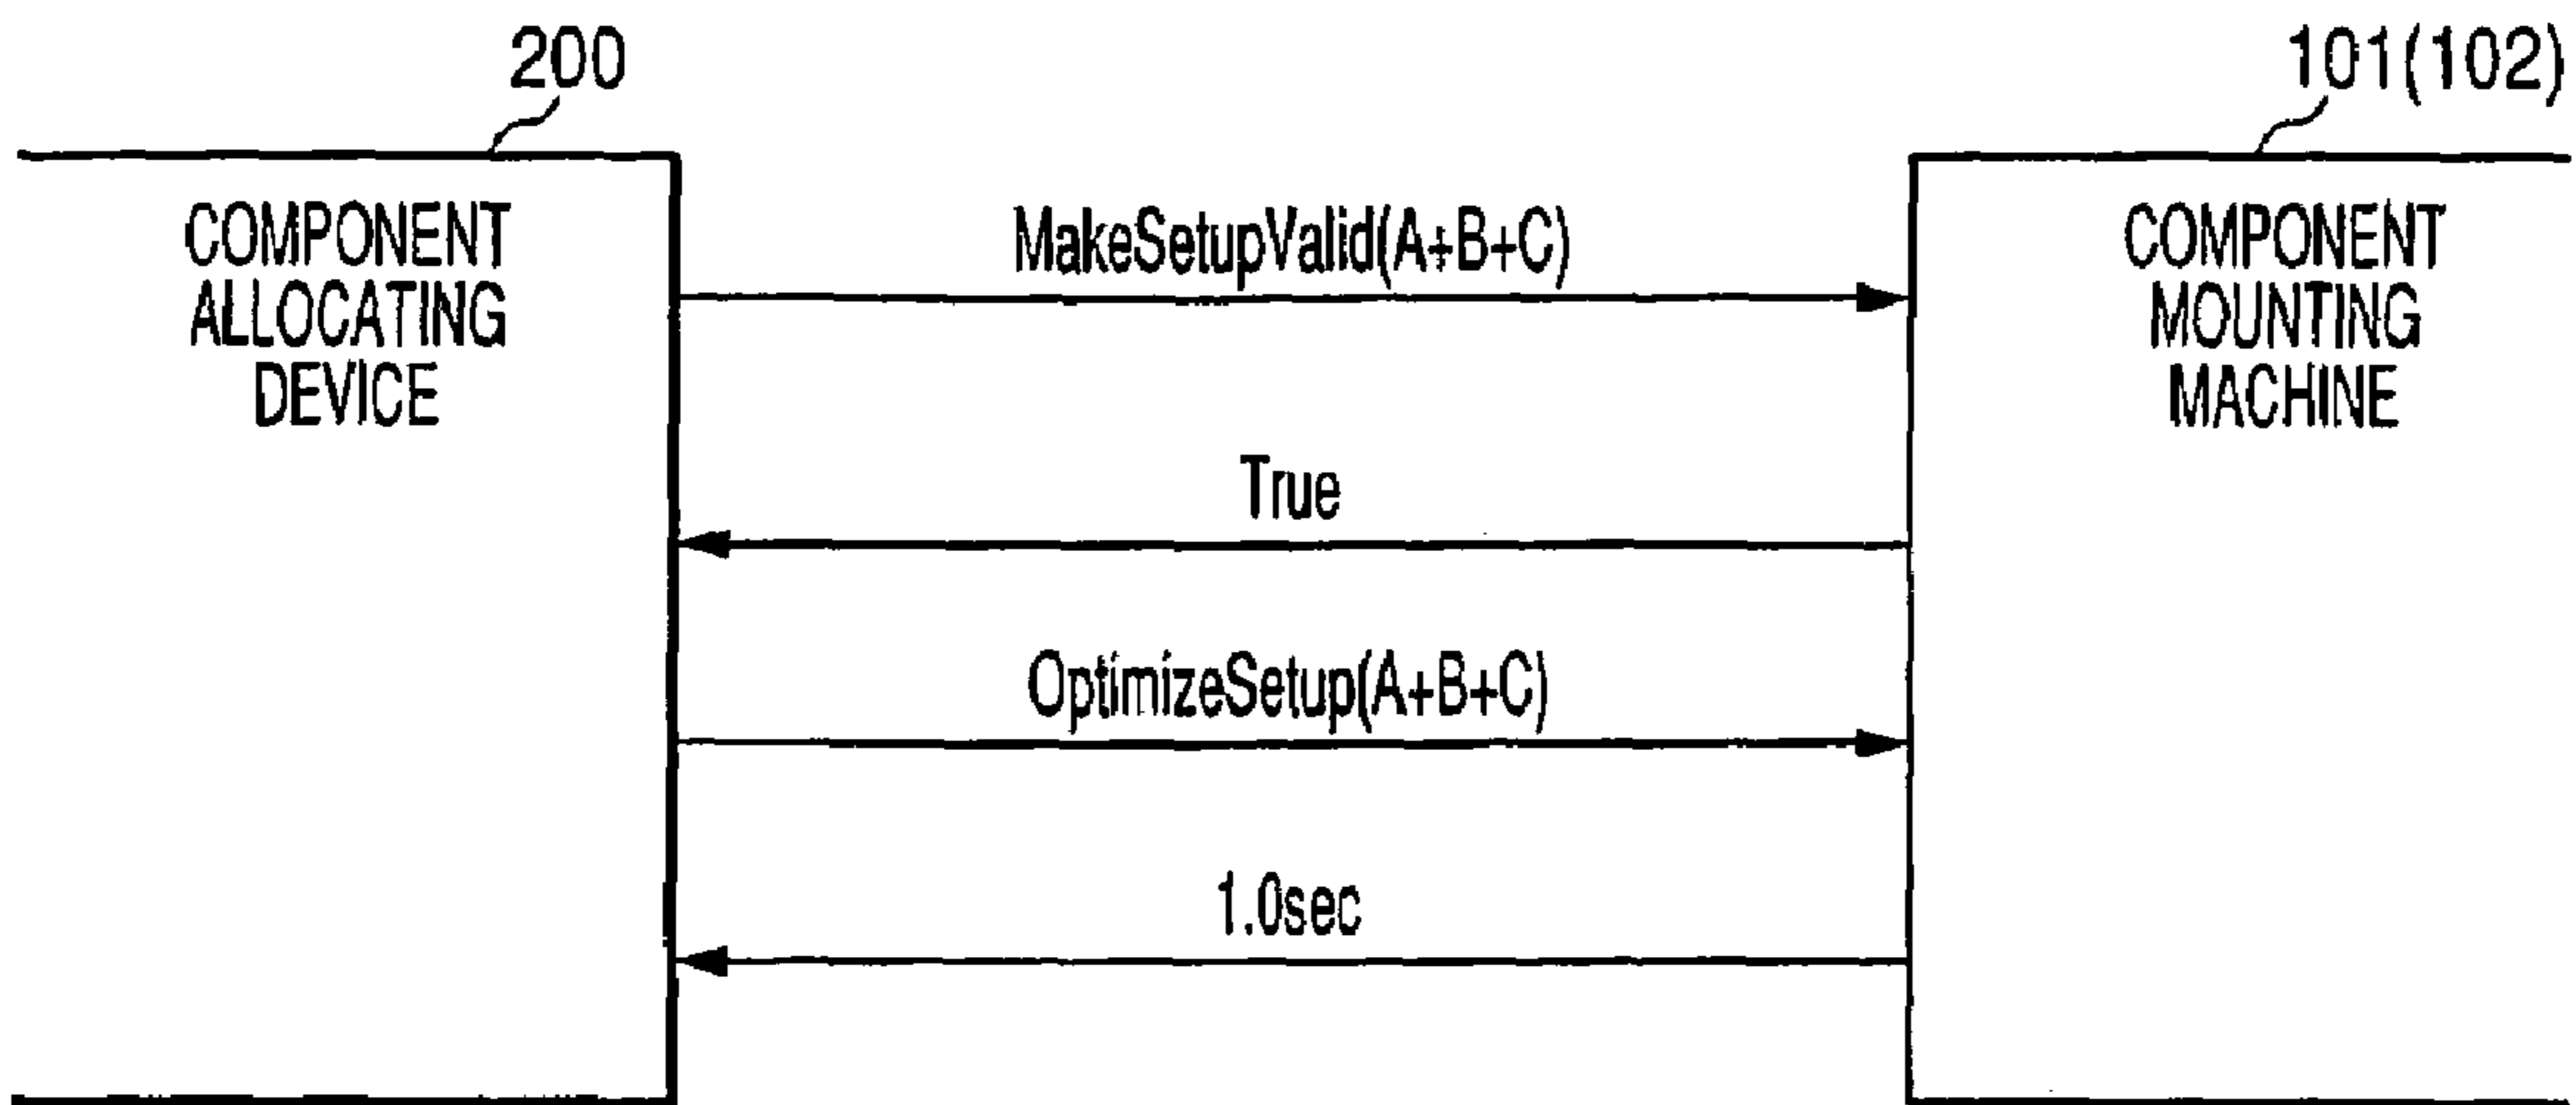 200
101(102)
COMPONENT
ALLOCATING
DEVICE
MakeSetupValid(A+B+C)
COMPONENT
MOUNTING
MACHINE
True
OptimizeSetup(A+B+C)
1.0sec